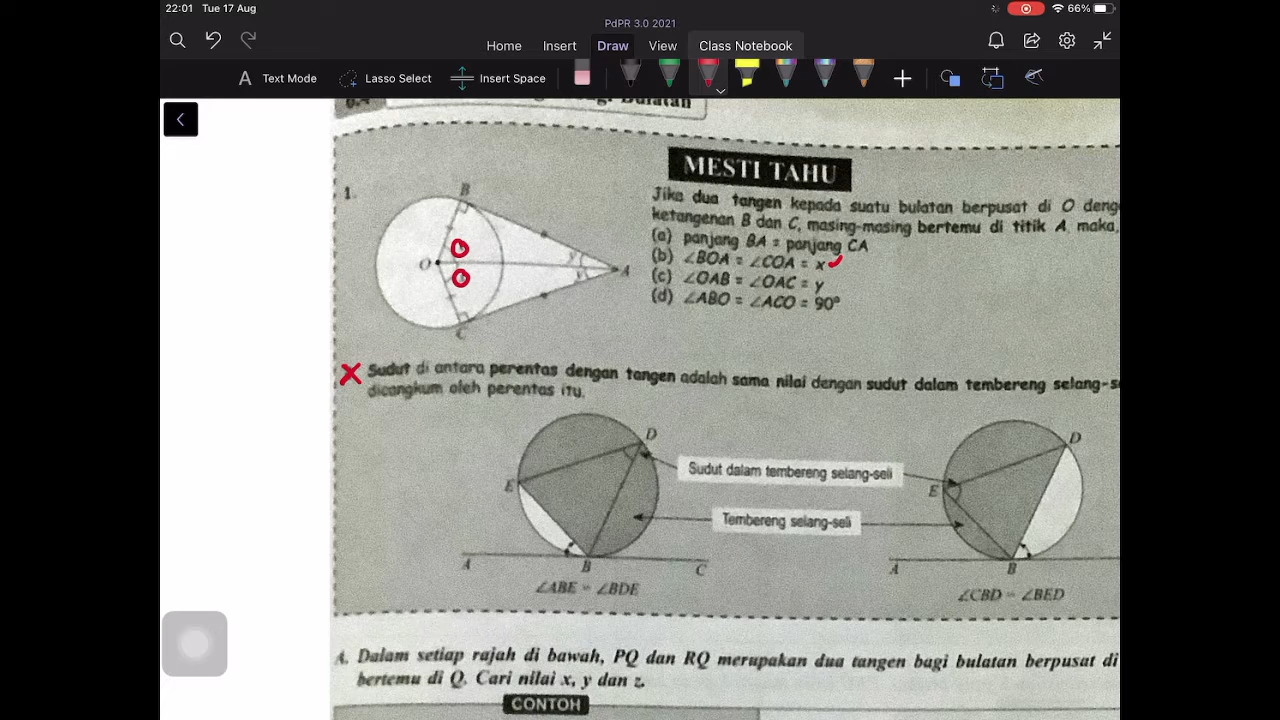 22:01 Tue 17 Aug
66%
PdPR 3.0 2021
Home Insert Draw View Class Notebook
A Text Mode Lasso Select Insert Space
Bulatan
MESTI TAHU
1.
B
O
y
y
A
C
Jika dua tangen kepada suatu bulatan berpusat di O
ketangenan B dan C, masing-masing bertemu di titik A, maka,
(a) panjang BA = panjang CA
(b) ∠BOA = ∠COA = x
(c) ∠OAB = ∠OAC = y
(d) ∠ABO = ∠ACO = 90°
Sudut di antara perentas dengan tangen adalah sama nilai dengan sudut dalam tembereng
dicangkum oleh perentas itu.
D
E
A B C
∠ABE = ∠BDE
Sudut dalam tembereng selang-seli
Tembereng selang-seli
D
E
A B
∠CBD = ∠BED
A. Dalam setiap rajah di bawah, PQ dan RQ merupakan dua tangen bagi bulatan berpusat di
bertemu di Q. Cari nilai x, y dan z.
CONTOH